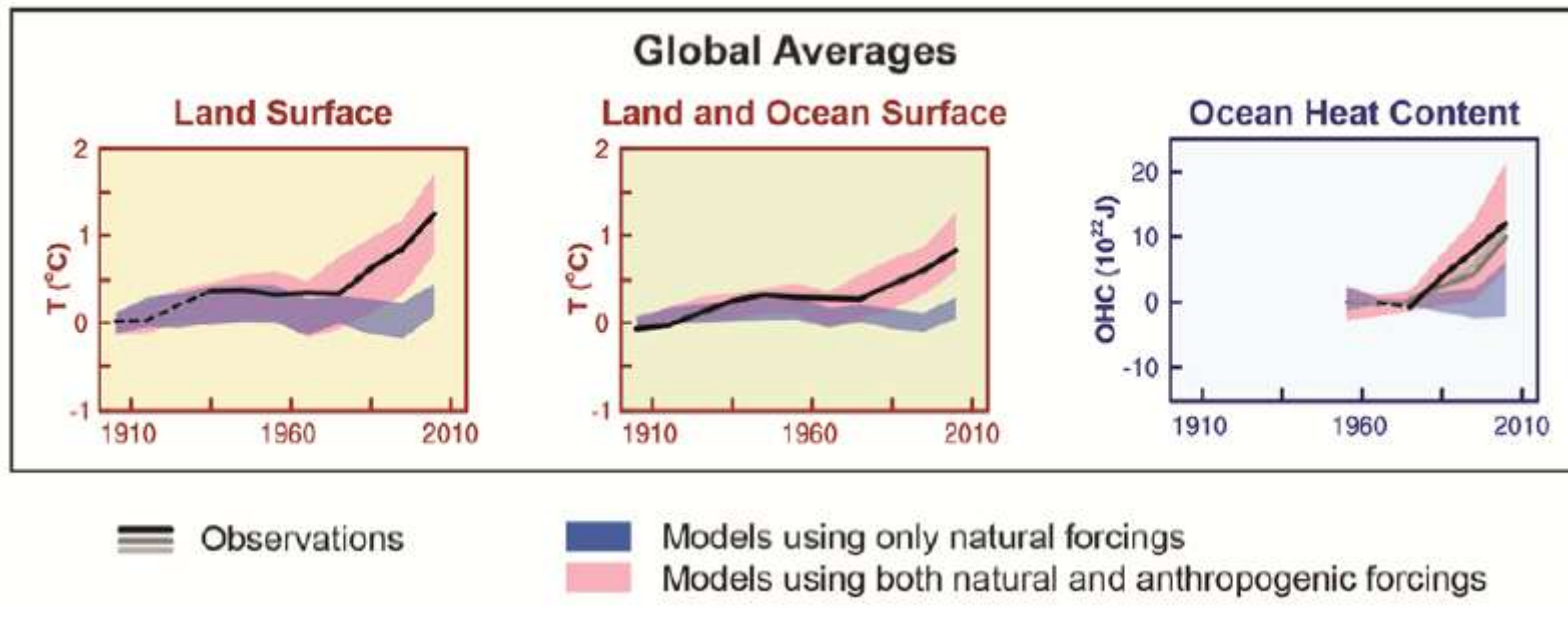 Global Averages
Land Surface
2
1
0
-1
T (°C)
1910 1960 2010
Land and Ocean Surface
2
1
0
-1
T (°C)
1910 1960 2010
Ocean Heat Content
20
10
0
-10
OHC (10²²J)
1910 1960 2010
Observations
Models using only natural forcings
Models using both natural and anthropogenic forcings